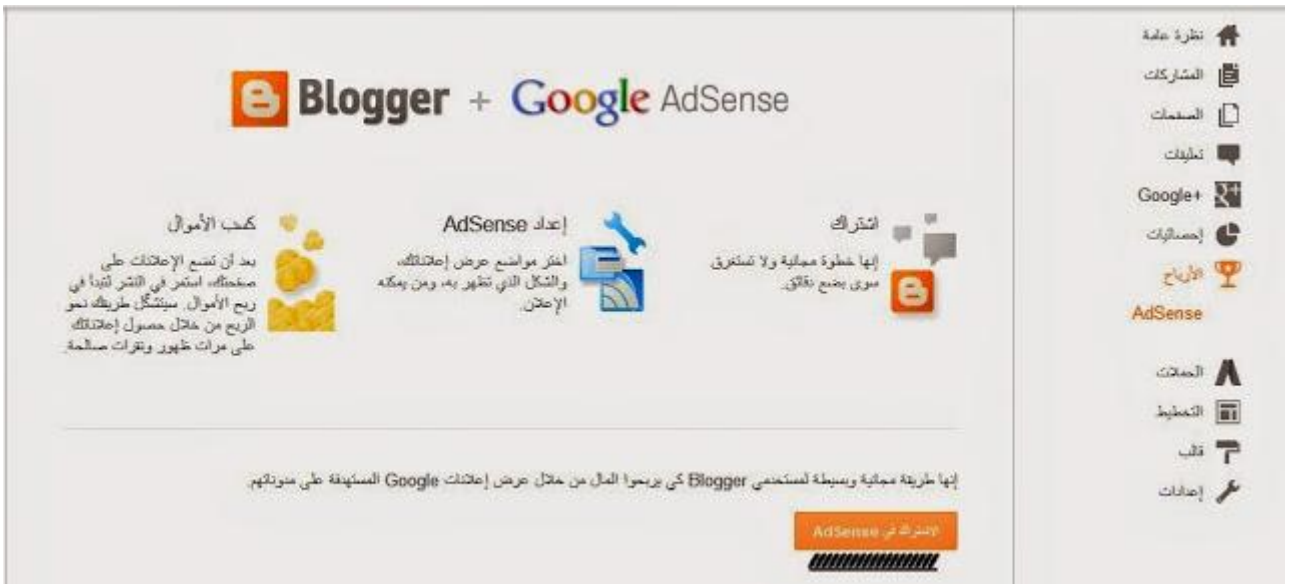 نظرة عامة
المشاركات
الصفحات
تعليقات
Google+
إحصائيات
الأرباح
AdSense
الحملات
التخطيط
قالب
إعدادات
Blogger + Google AdSense
اشتراك
إنها خطوة مجانية ولا تستغرق
سوى بضع دقائق.
إعداد AdSense
اختر مواضع عرض إعلاناتك،
والشكل الذي تظهر به، ومن يمكنه
الإعلان.
كسب الأموال
بعد أن تضع الإعلانات على
صفحتك، استمر في النشر لتبدأ في
ربح الأموال. سيتشكّل طريقك نحو
الربح من خلال حصول إعلاناتك
على مرات ظهور ونقرات صالحة.
إنها طريقة مجانية وبسيطة لمستخدمي Blogger كي يربحوا المال من خلال عرض إعلانات Google المستهدفة على مدوناتهم.
الاشتراك في AdSense